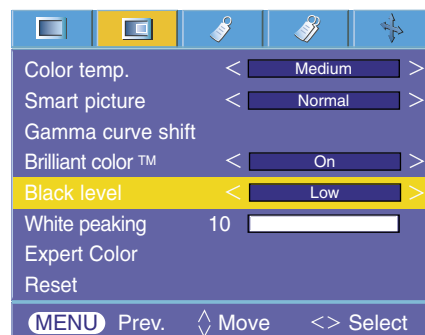 Color temp. < Medium >
Smart picture < Normal >
Gamma curve shift
Brilliant color TM < On >
Black level < Low >
White peaking 10
Expert Color
Reset
MENU Prev. Move <> Select